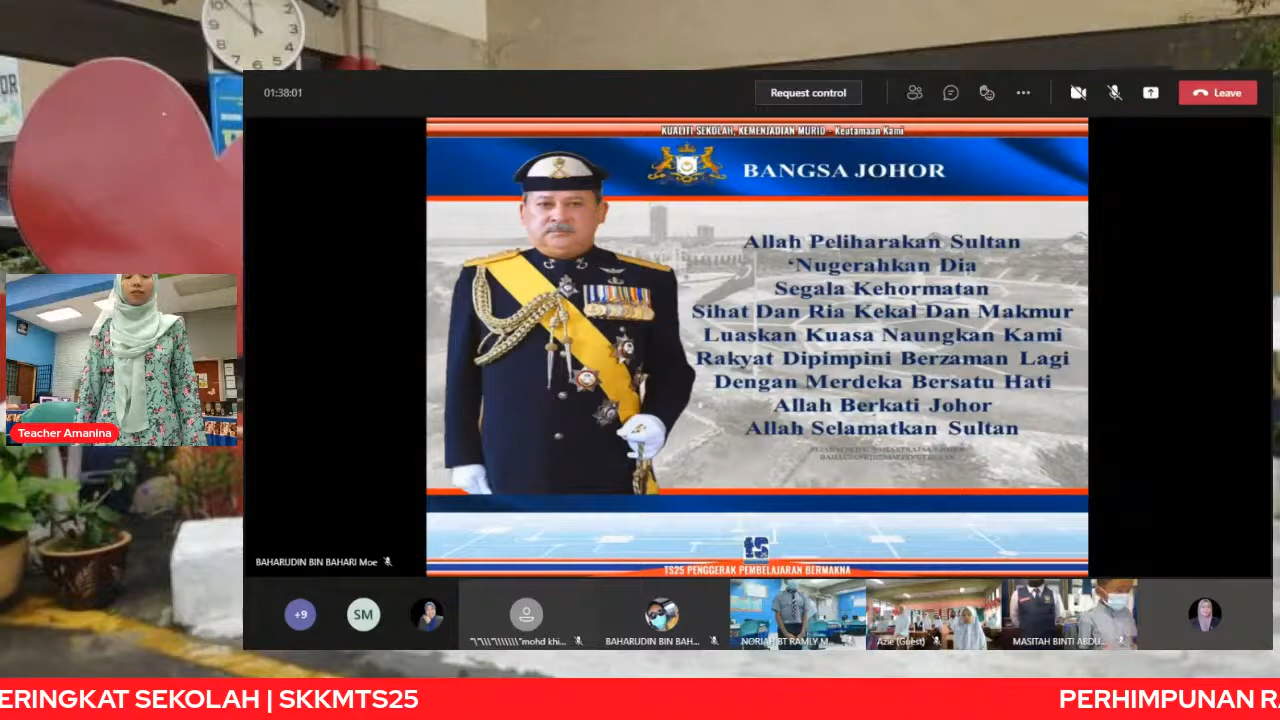 01:38:01
Request control
Leave
KUALITI SEKOLAH, KEMENJADIAN MURID - Keutamaan Kami
BANGSA JOHOR
Allah Peliharakan Sultan
‘Nugerahkan Dia
Segala Kehormatan
Sihat Dan Ria Kekal Dan Makmur
Luaskan Kuasa Naungkan Kami
Rakyat Dipimpini Berzaman Lagi
Dengan Merdeka Bersatu Hati
Allah Berkati Johor
Allah Selamatkan Sultan
Teacher Amanina
BAHARUDIN BIN BAHARI Moe
ts
TS25 PENGGERAK PEMBELAJARAN BERMAKNA
+9
SM
"\"\\\"\\\\\\\"mohd khi...
BAHARUDIN BIN BAH...
NORIAH BT RAMLY M...
Azie (Guest)
MASITAH BINTI ABDU...
ERINGKAT SEKOLAH | SKKMTS25
PERHIMPUNAN RA